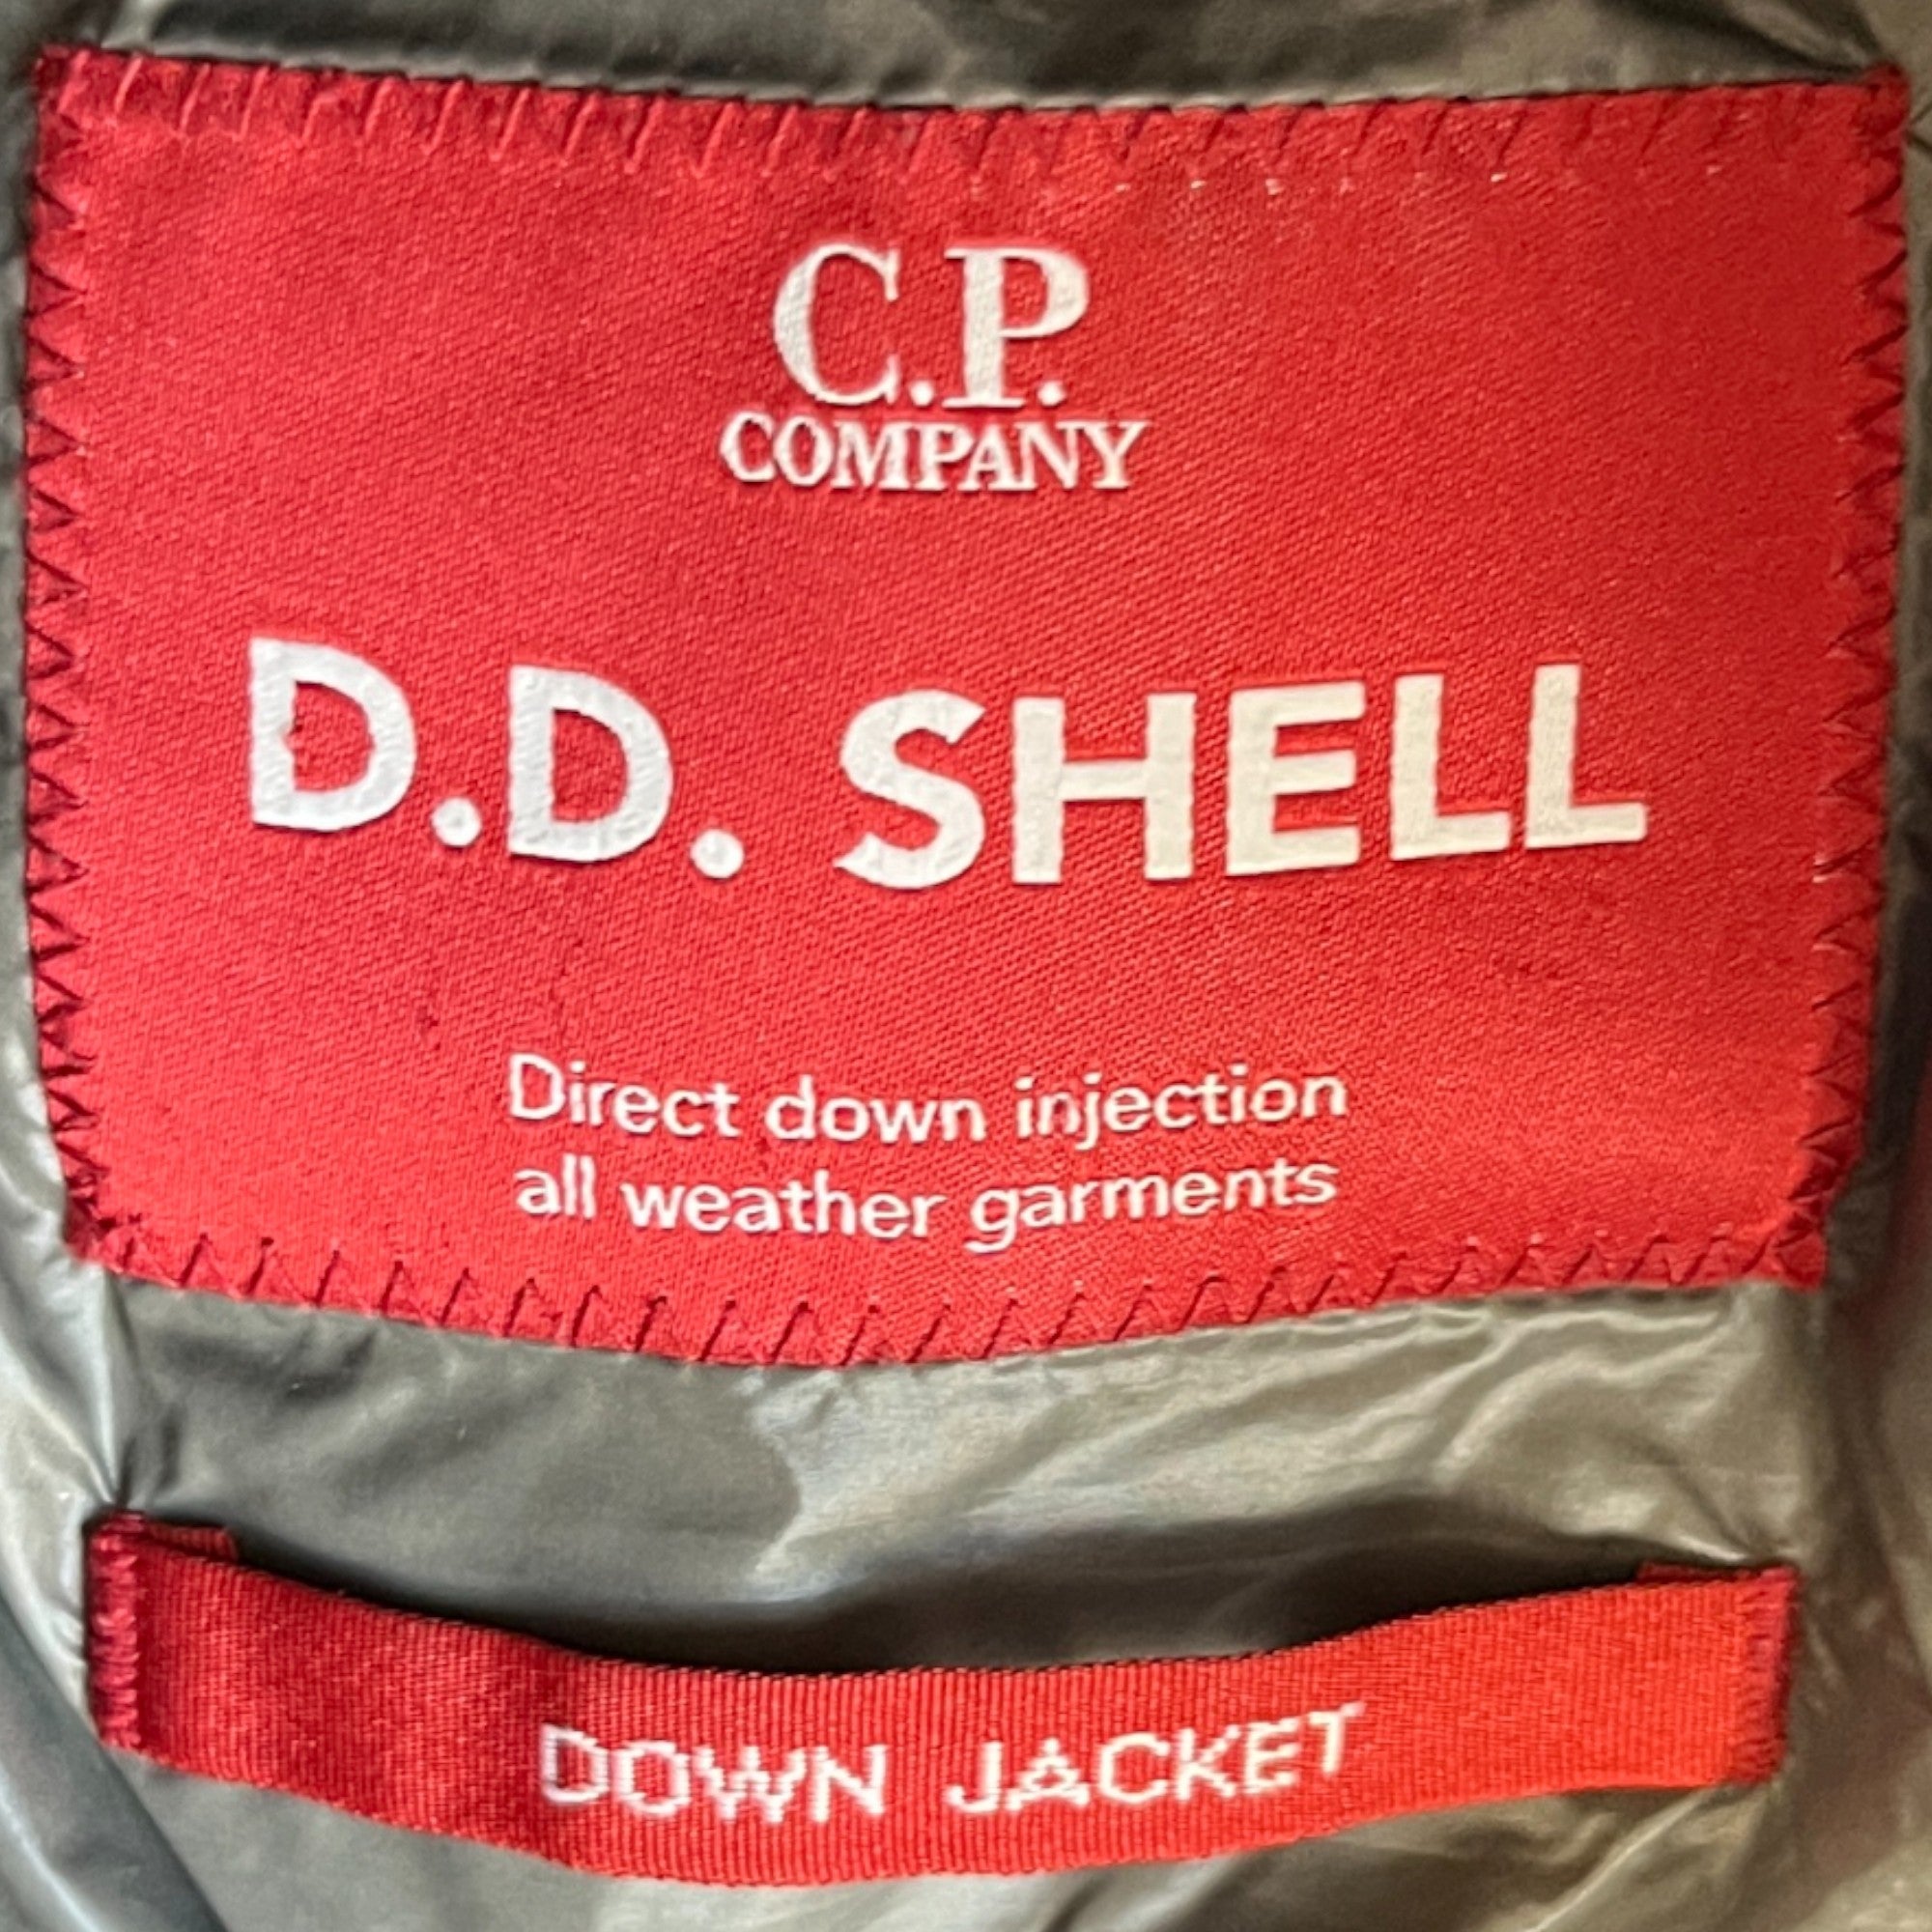 C.P.
COMPANY
D.D. SHELL
Direct down injection
all weather garments
DOWN JACKET